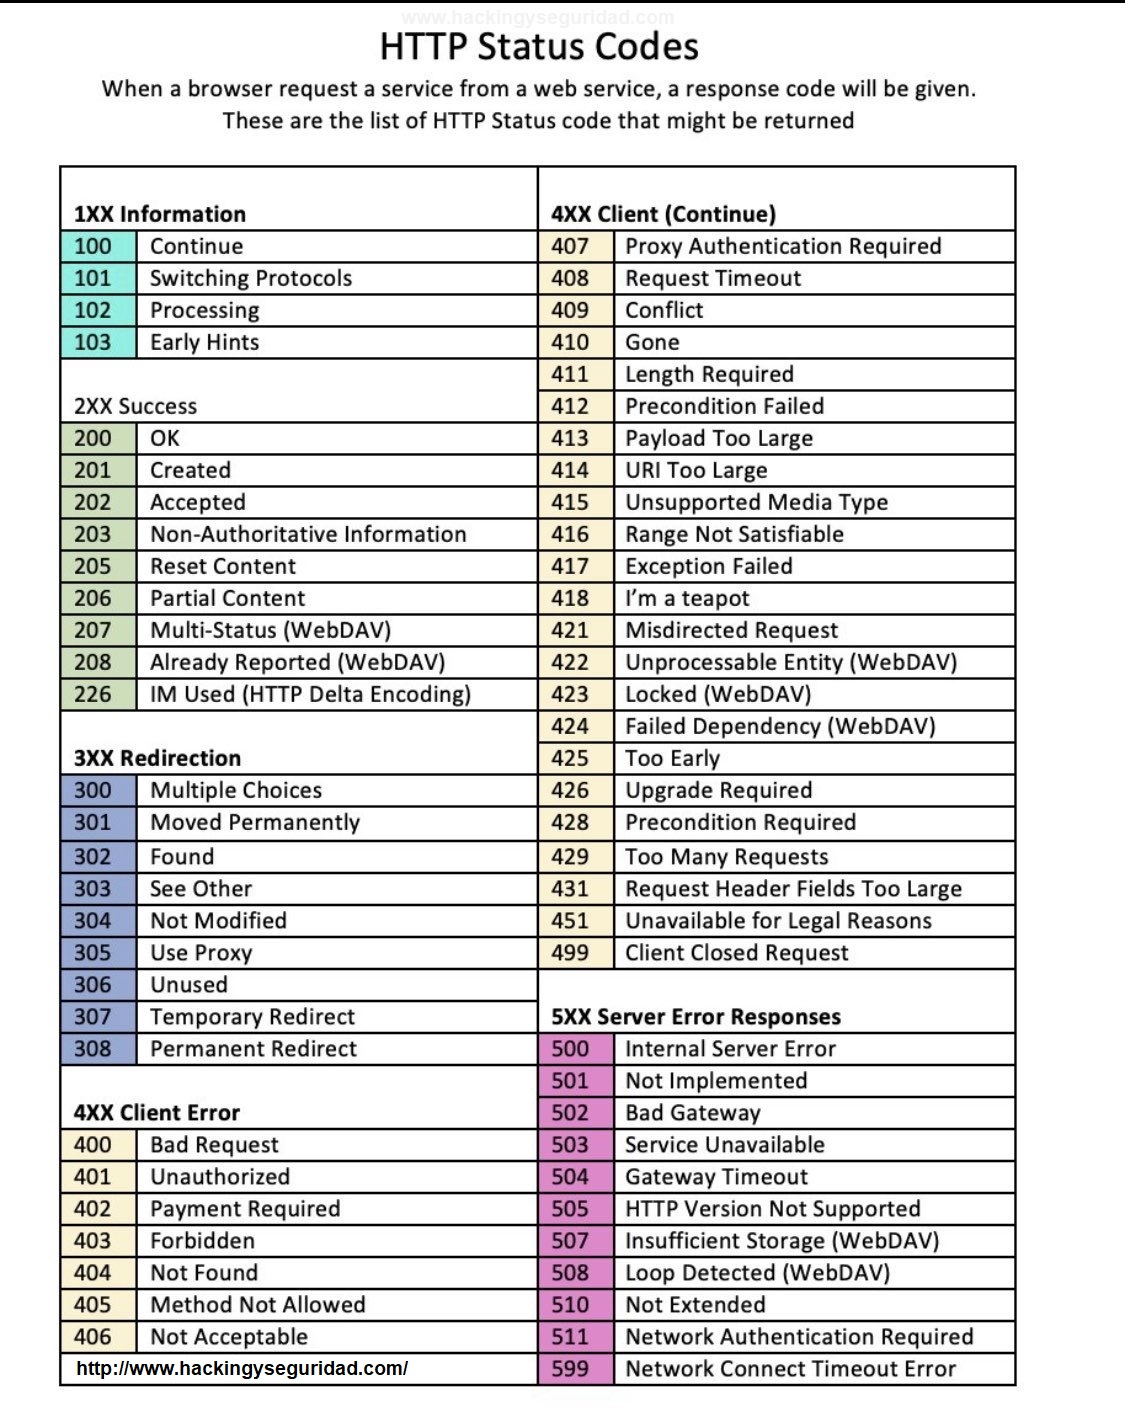 www.hackingyseguridad.com
HTTP Status Codes
When a browser request a service from a web service, a response code will be given.
These are the list of HTTP Status code that might be returned
1XX Information
100 Continue
101 Switching Protocols
102 Processing
103 Early Hints
2XX Success
200 OK
201 Created
202 Accepted
203 Non-Authoritative Information
205 Reset Content
206 Partial Content
207 Multi-Status (WebDAV)
208 Already Reported (WebDAV)
226 IM Used (HTTP Delta Encoding)
3XX Redirection
300 Multiple Choices
301 Moved Permanently
302 Found
303 See Other
304 Not Modified
305 Use Proxy
306 Unused
307 Temporary Redirect
308 Permanent Redirect
4XX Client Error
400 Bad Request
401 Unauthorized
402 Payment Required
403 Forbidden
404 Not Found
405 Method Not Allowed
406 Not Acceptable
http://www.hackingyseguridad.com/
4XX Client (Continue)
407 Proxy Authentication Required
408 Request Timeout
409 Conflict
410 Gone
411 Length Required
412 Precondition Failed
413 Payload Too Large
414 URI Too Large
415 Unsupported Media Type
416 Range Not Satisfiable
417 Exception Failed
418 I’m a teapot
421 Misdirected Request
422 Unprocessable Entity (WebDAV)
423 Locked (WebDAV)
424 Failed Dependency (WebDAV)
425 Too Early
426 Upgrade Required
428 Precondition Required
429 Too Many Requests
431 Request Header Fields Too Large
451 Unavailable for Legal Reasons
499 Client Closed Request
5XX Server Error Responses
500 Internal Server Error
501 Not Implemented
502 Bad Gateway
503 Service Unavailable
504 Gateway Timeout
505 HTTP Version Not Supported
507 Insufficient Storage (WebDAV)
508 Loop Detected (WebDAV)
510 Not Extended
511 Network Authentication Required
599 Network Connect Timeout Error